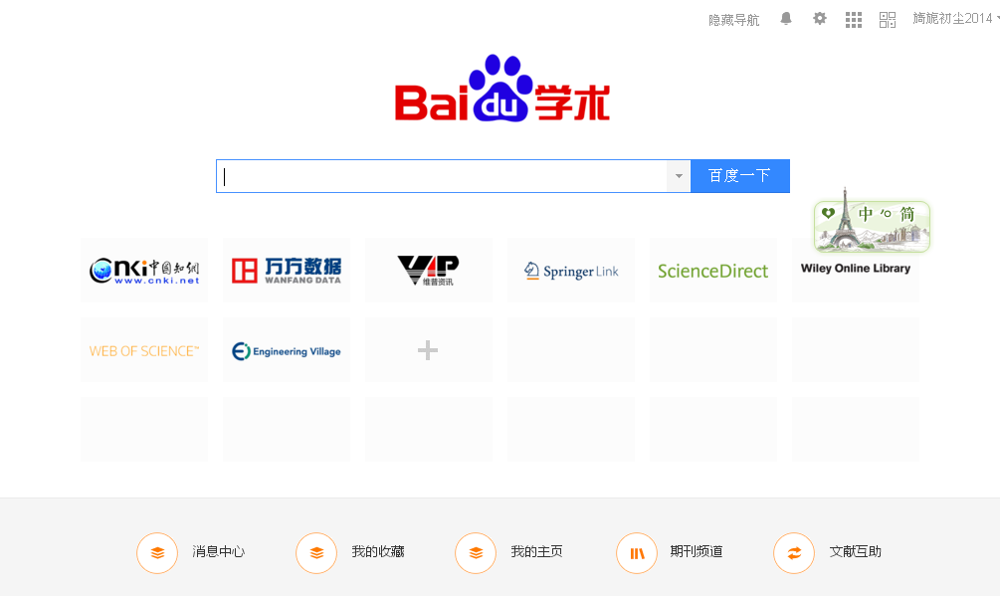 隐藏导航 旖旎初尘2014
Baidu学术
百度一下
中 简
cnki中国知网
www.cnki.net
万方数据
WANFANG DATA
VIP
维普资讯
Springer Link
ScienceDirect
Wiley Online Library
WEB OF SCIENCE™
Engineering Village
消息中心 我的收藏 我的主页 期刊频道 文献互助